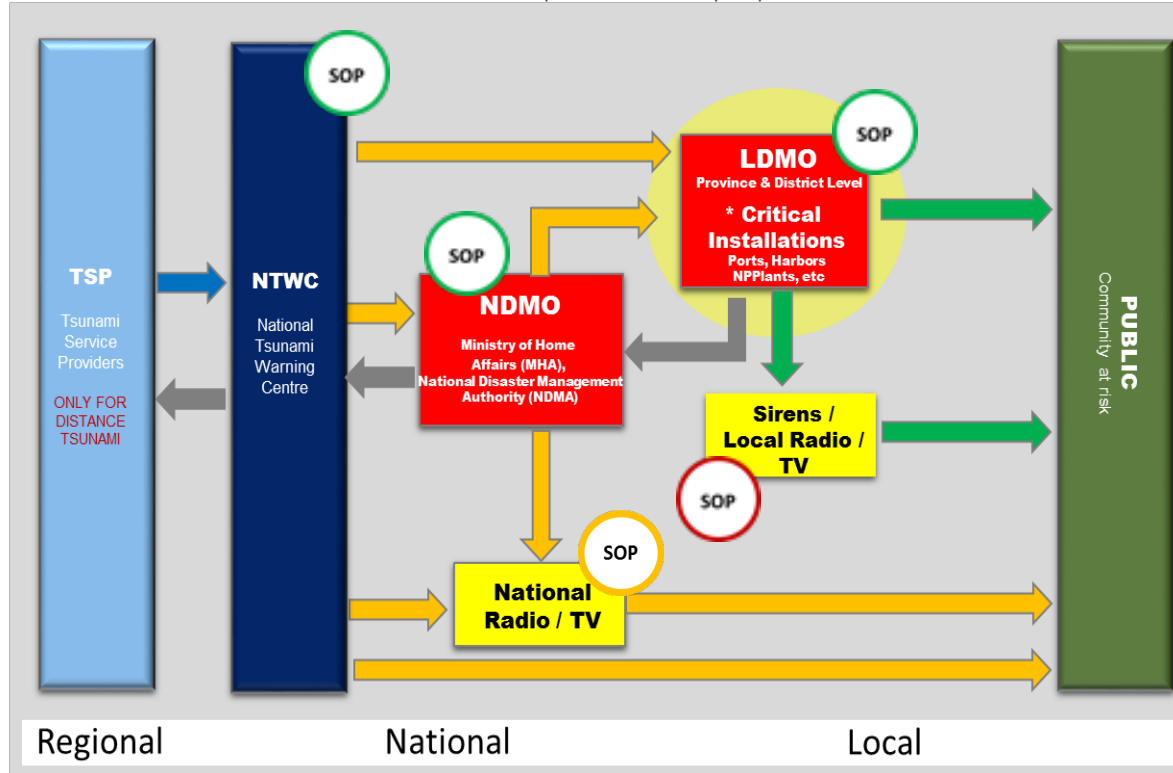 TSP
Tsunami
Service
Providers
ONLY FOR
DISTANCE
TSUNAMI
SOP
NTWC
National
Tsunami
Warning
Centre
SOP
NDMO
Ministry of Home
Affairs (MHA),
National Disaster Management
Authority (NDMA)
SOP
LDMO
Province & District Level
* Critical
Installations
Ports, Harbors
NPPlants, etc
Sirens /
Local Radio /
TV
SOP
SOP
National
Radio / TV
PUBLIC
Community at risk
Regional
National
Local